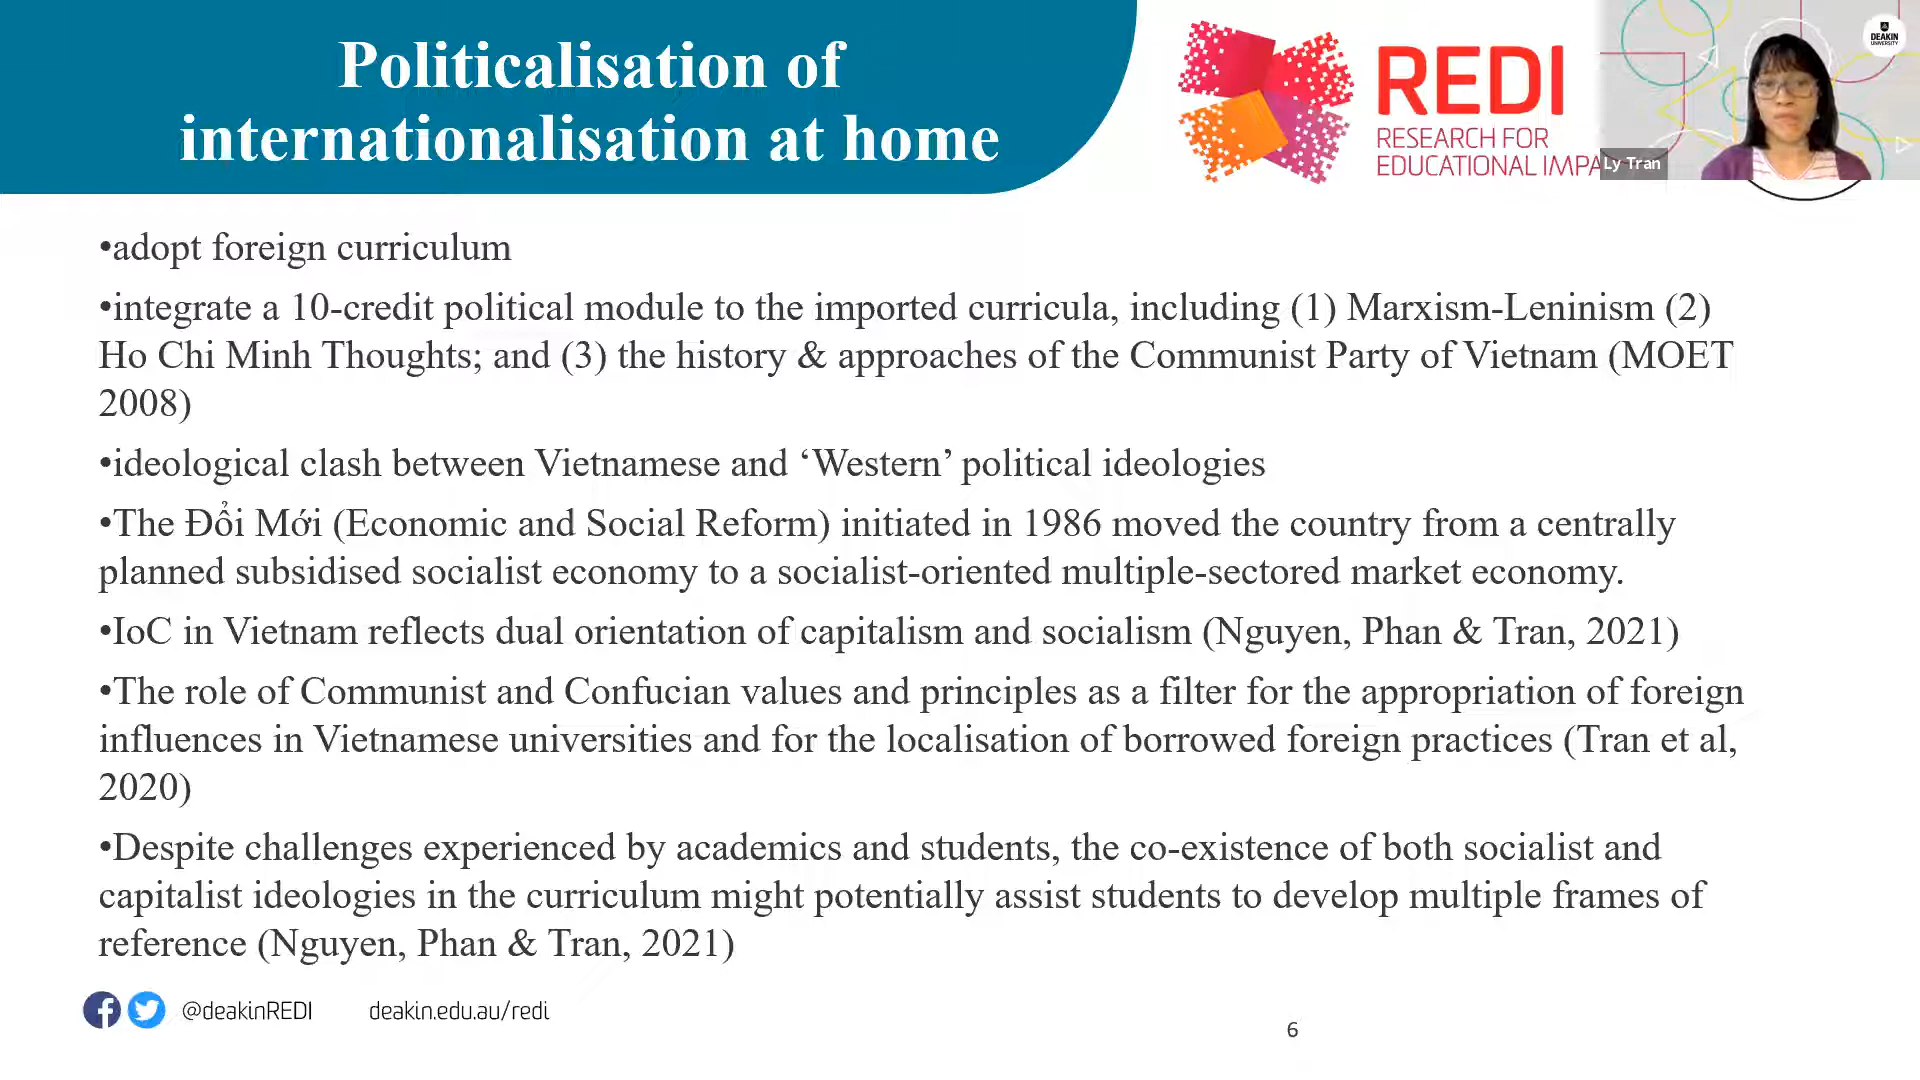 Politicalisation of
internationalisation at home
REDI
RESEARCH FOR
EDUCATIONAL IMPA
DEAKIN
UNIVERSITY
Ly Tran
•adopt foreign curriculum
•integrate a 10-credit political module to the imported curricula, including (1) Marxism-Leninism (2)
Ho Chi Minh Thoughts; and (3) the history & approaches of the Communist Party of Vietnam (MOET
2008)
•ideological clash between Vietnamese and ‘Western’ political ideologies
•The Đổi Mới (Economic and Social Reform) initiated in 1986 moved the country from a centrally
planned subsidised socialist economy to a socialist-oriented multiple-sectored market economy.
•IoC in Vietnam reflects dual orientation of capitalism and socialism (Nguyen, Phan & Tran, 2021)
•The role of Communist and Confucian values and principles as a filter for the appropriation of foreign
influences in Vietnamese universities and for the localisation of borrowed foreign practices (Tran et al,
2020)
•Despite challenges experienced by academics and students, the co-existence of both socialist and
capitalist ideologies in the curriculum might potentially assist students to develop multiple frames of
reference (Nguyen, Phan & Tran, 2021)
@deakinREDI deakin.edu.au/redi
6